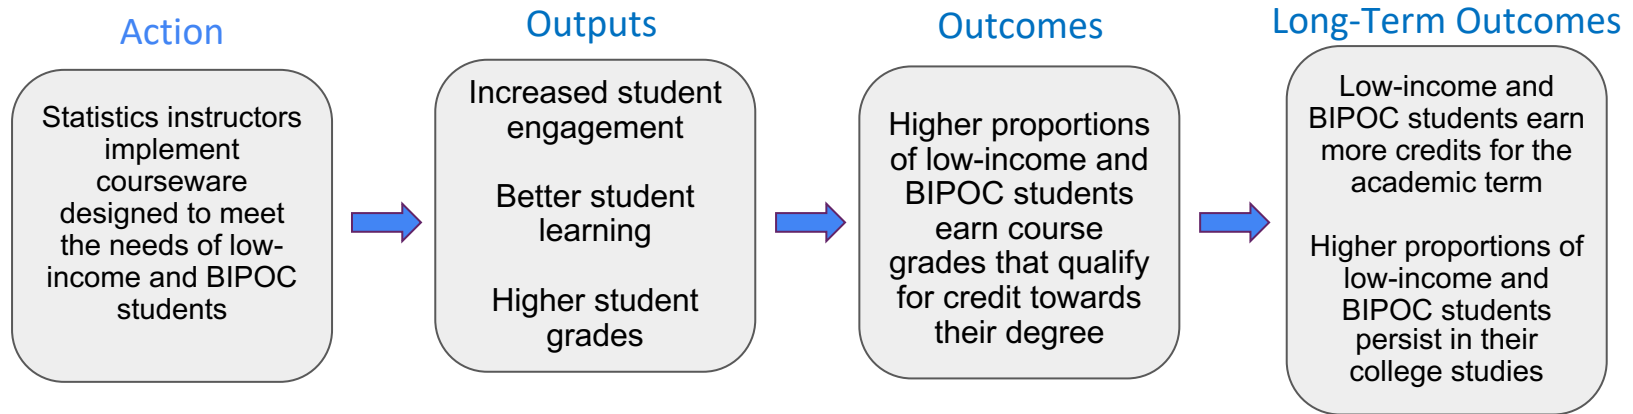 Action
Statistics instructors
implement
courseware
designed to meet
the needs of low-
income and BIPOC
students
Outputs
Increased student
engagement
Better student
learning
Higher student
grades
Outcomes
Higher proportions
of low-income and
BIPOC students
earn course
grades that qualify
for credit towards
their degree
Long-Term Outcomes
Low-income and
BIPOC students earn
more credits for the
academic term
Higher proportions of
low-income and
BIPOC students
persist in their
college studies